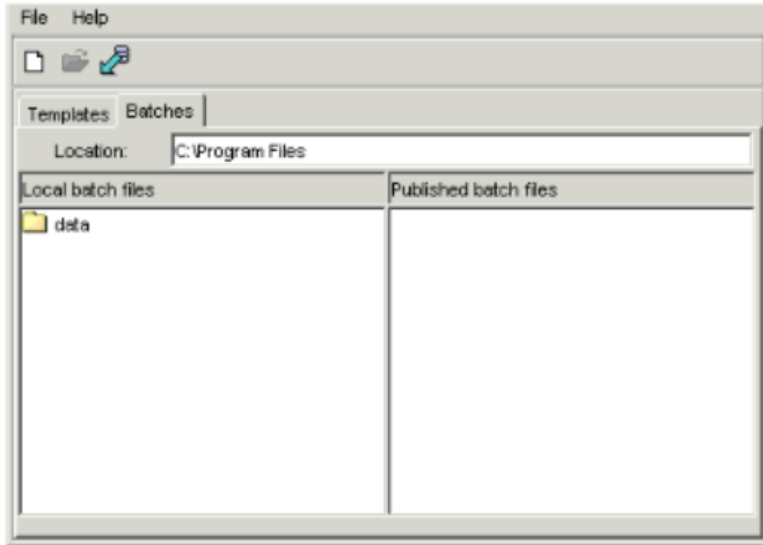 File Help
Templates Batches
Location: C:\Program Files
Local batch files Published batch files
data